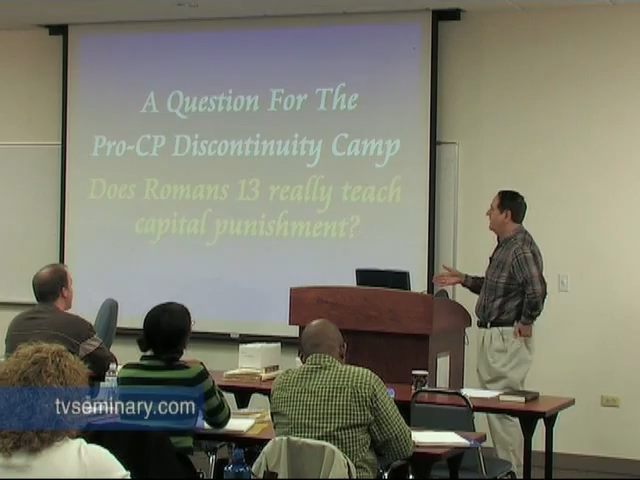 A Question For The
Pro-CP Discontinuity Camp
Does Romans 13 really teach
capital punishment?
tvseminary.com